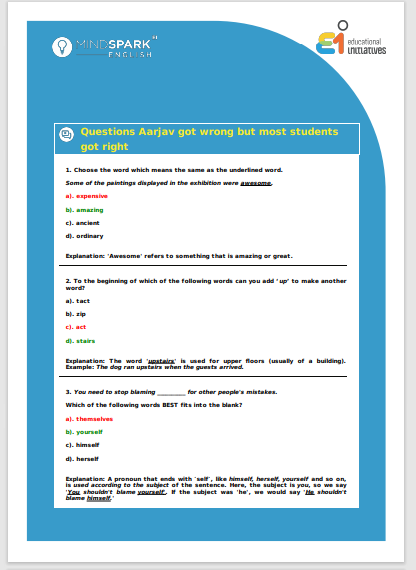 MINDSPARK
ENGLISH
educational
initiatives
Questions Aarjav got wrong but most students
got right
1. Choose the word which means the same as the underlined word.
Some of the paintings displayed in the exhibition were awesome.
a). expensive
b). amazing
c). ancient
d). ordinary
Explanation: 'Awesome' refers to something that is amazing or great.
2. To the beginning of which of the following words can you add 'up' to make another
word?
a). tact
b). zip
c). act
d). stairs
Explanation: The word 'upstairs' is used for upper floors (usually of a building).
Example: The dog ran upstairs when the guests arrived.
3. You need to stop blaming ________ for other people's mistakes.
Which of the following words BEST fits into the blank?
a). themselves
b). yourself
c). himself
d). herself
Explanation: A pronoun that ends with 'self', like himself, herself, yourself and so on,
is used according to the subject of the sentence. Here, the subject is you, so we say
'You shouldn't blame yourself'. If the subject was 'he', we would say 'He shouldn't
blame himself.'